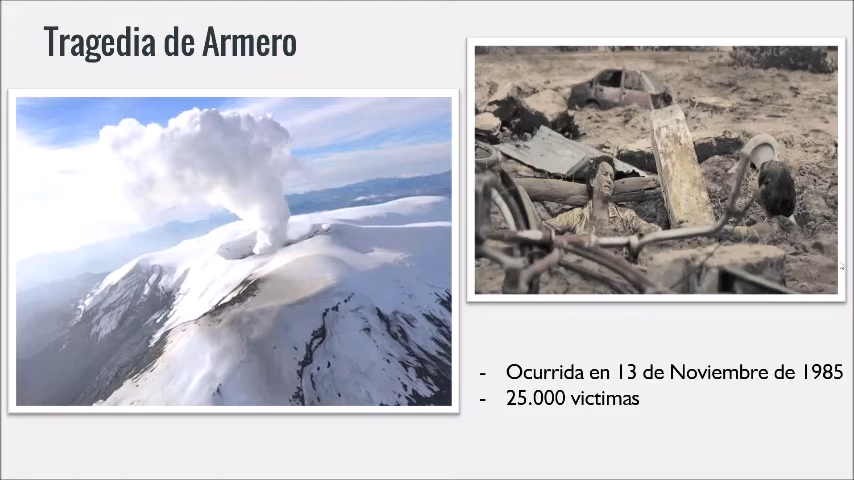 Tragedia de Armero
- Ocurrida en 13 de Noviembre de 1985
- 25.000 victimas